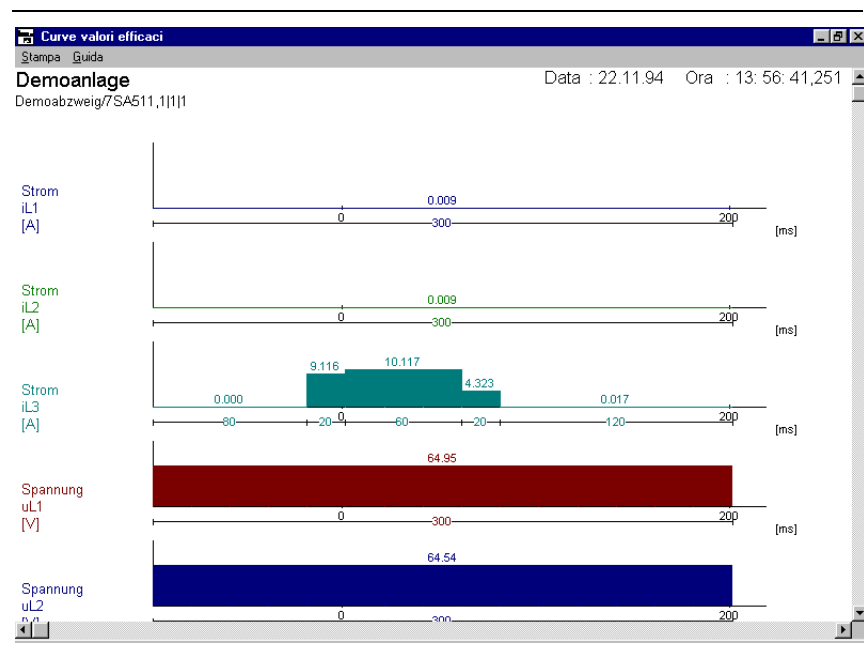 Curve valori efficaci
Stampa Guida
Demoanlage Data : 22.11.94 Ora : 13: 56: 41,251
Demoabzweig/7SA511,1|1|1
Strom
iL1
[A]
0.009
0 200
300
[ms]
Strom
iL2
[A]
0.009
0 200
300
[ms]
Strom
iL3
[A]
9.116 10.117
4.323
0.000 0.017
0 200
80 20 60 20 120
[ms]
Spannung
uL1
[V]
64.95
0 200
300
[ms]
Spannung
uL2
[V]
64.54
0 200
300